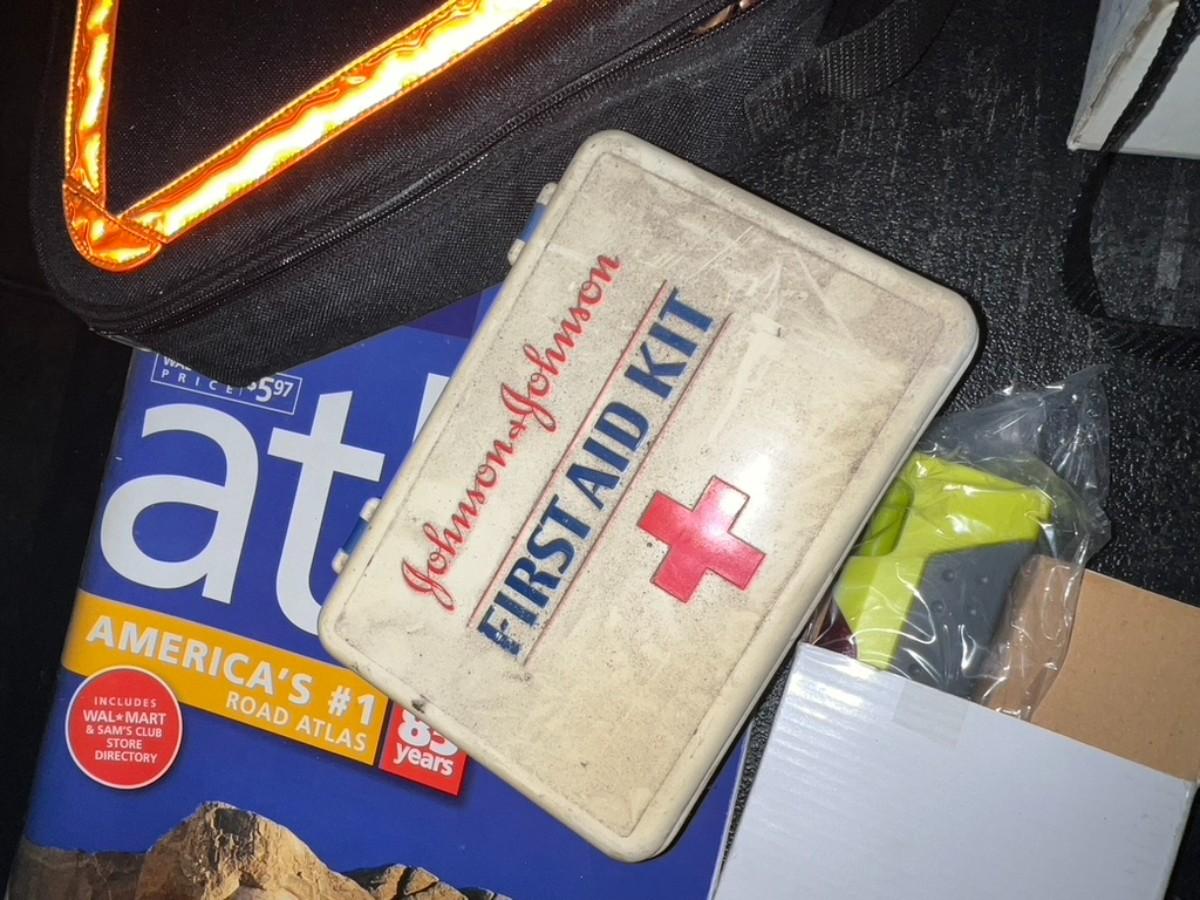 PRICE $5.97
at
AMERICA'S #1
ROAD ATLAS
INCLUDES
WAL★MART
& SAM'S CLUB
STORE
DIRECTORY
85
years
Johnson & Johnson
FIRST AID KIT